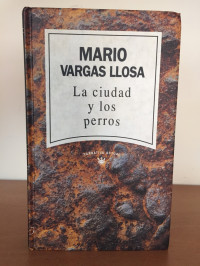 MARIO
VARGAS LLOSA
La ciudad
y los
perros